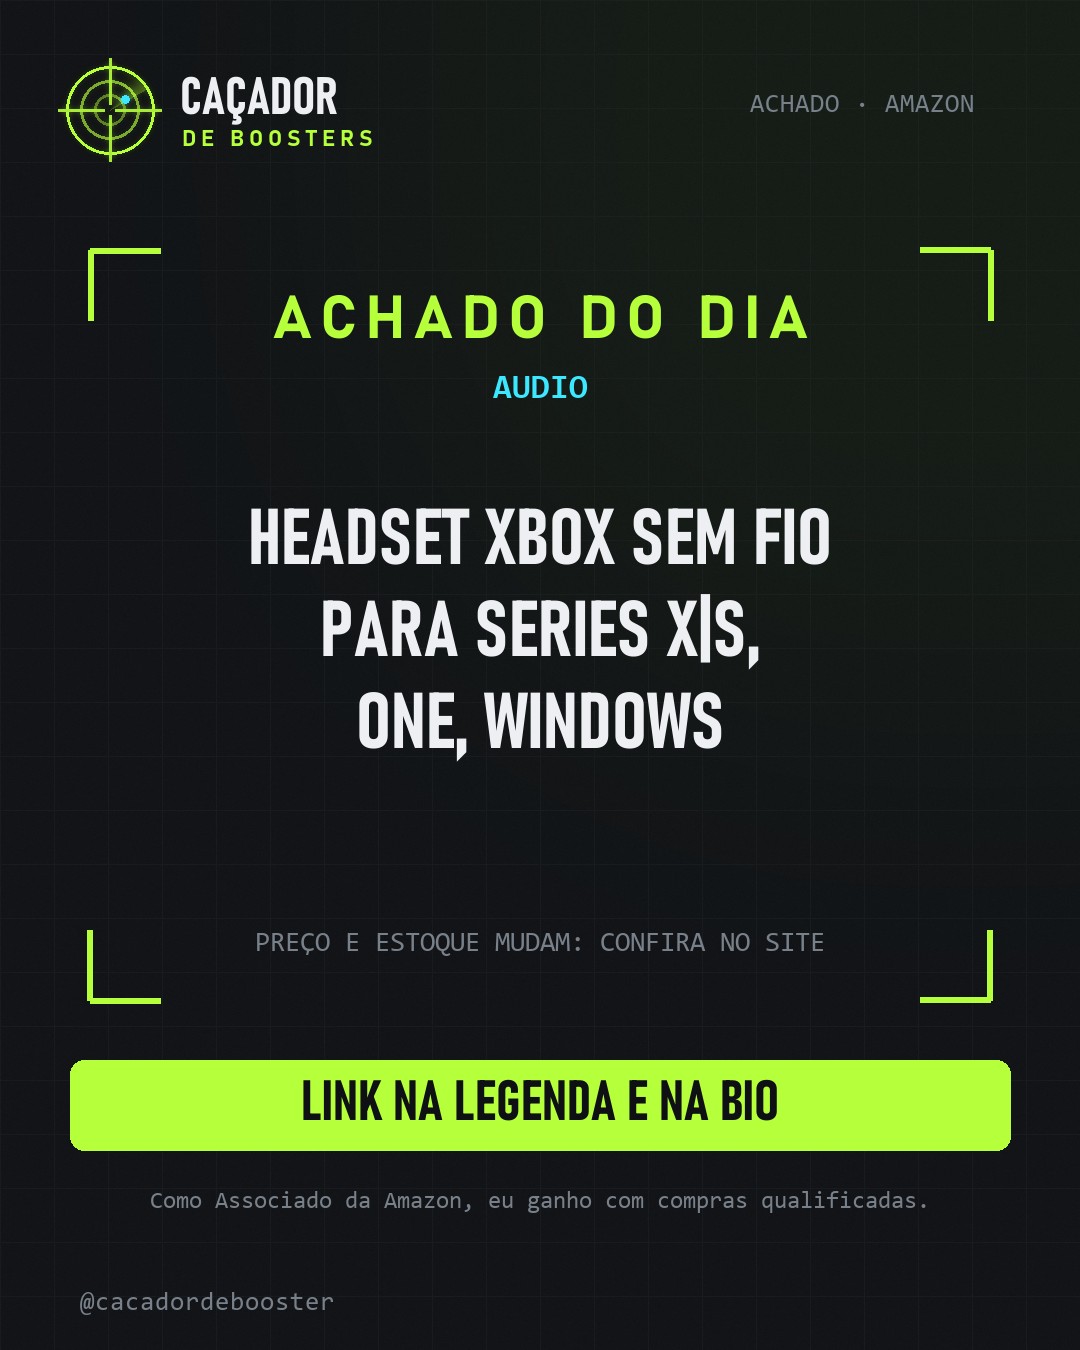 CAÇADOR
DE BOOSTERS
ACHADO · AMAZON
ACHADO DO DIA
AUDIO
HEADSET XBOX SEM FIO
PARA SERIES X|S,
ONE, WINDOWS
PREÇO E ESTOQUE MUDAM: CONFIRA NO SITE
LINK NA LEGENDA E NA BIO
Como Associado da Amazon, eu ganho com compras qualificadas.
@cacadordebooster